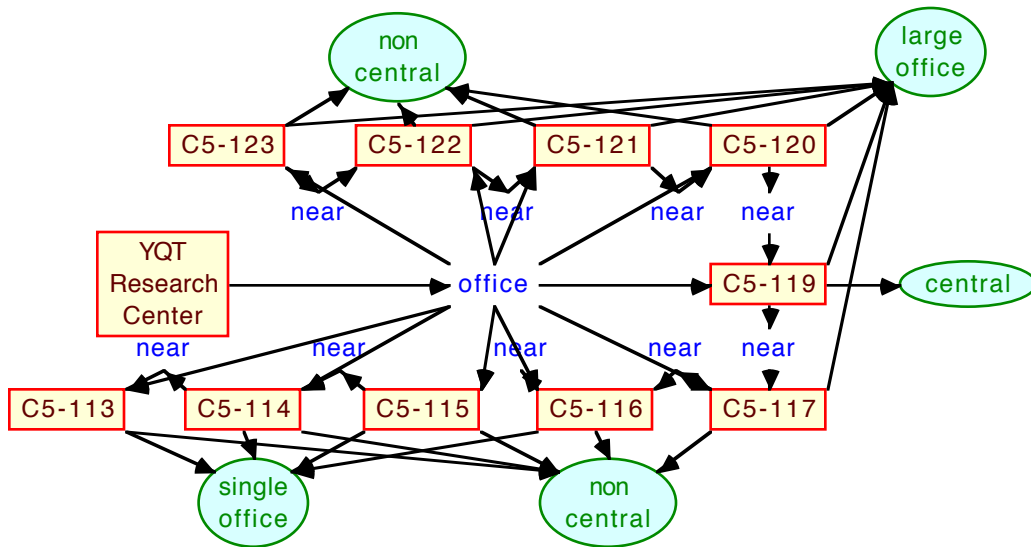 non
central
large
office
C5-123
C5-122
C5-121
C5-120
near
near
near
near
YQT
Research
Center
office
C5-119
central
near
near
near
near
near
C5-113
C5-114
C5-115
C5-116
C5-117
single
office
non
central